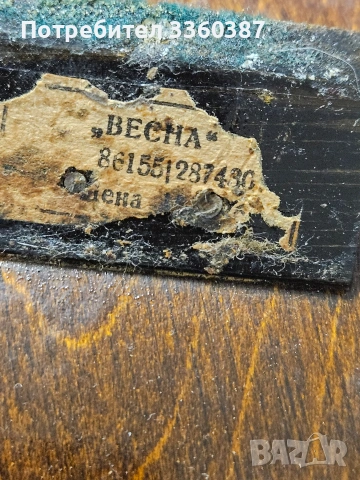 Потребител 3360387
„ВЕСНА“
86155/287430
цена
BAZAR